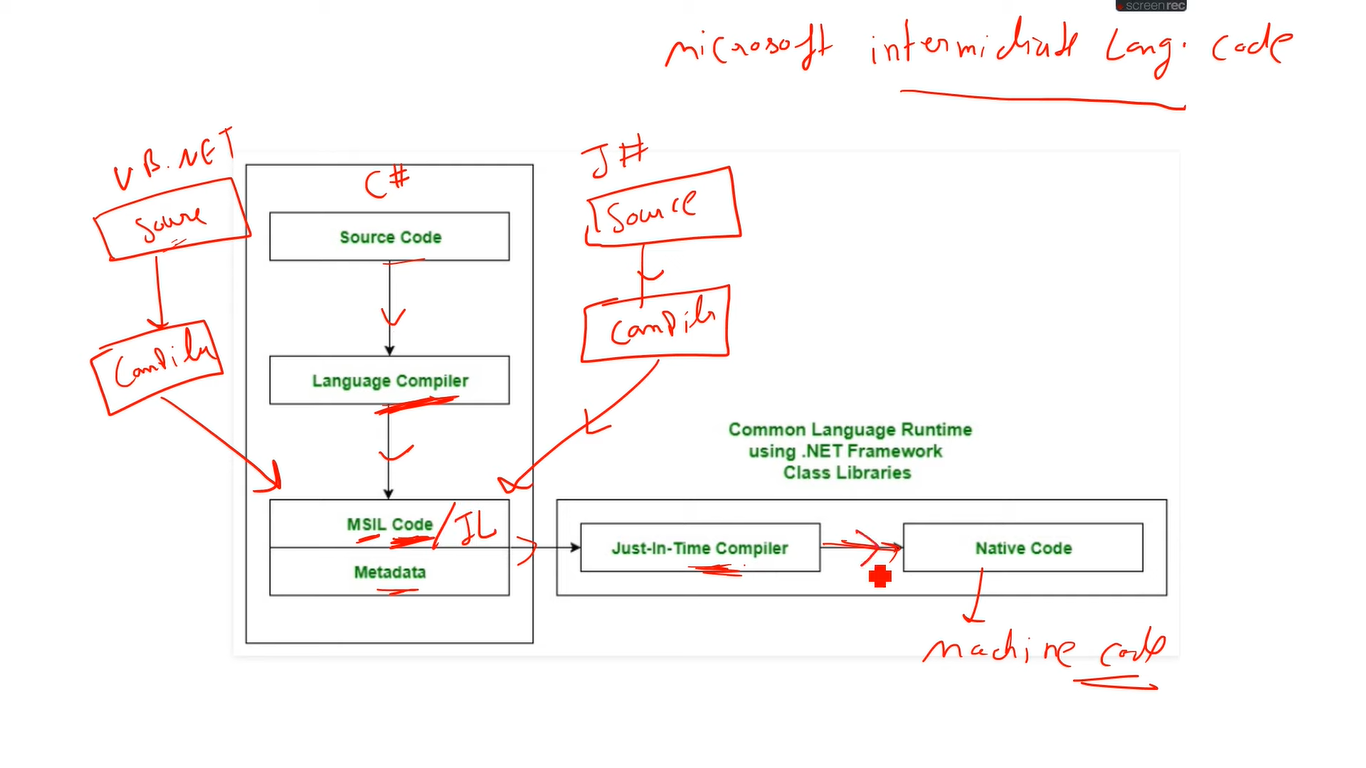 screenrec
microsoft intermidiate Lang. code
VB.NET
Source
Compiler
C#
Source Code
Language Compiler
MSIL Code /IL
Metadata
J#
Source
Compiler
Common Language Runtime
using .NET Framework
Class Libraries
Just-In-Time Compiler
Native Code
machine code